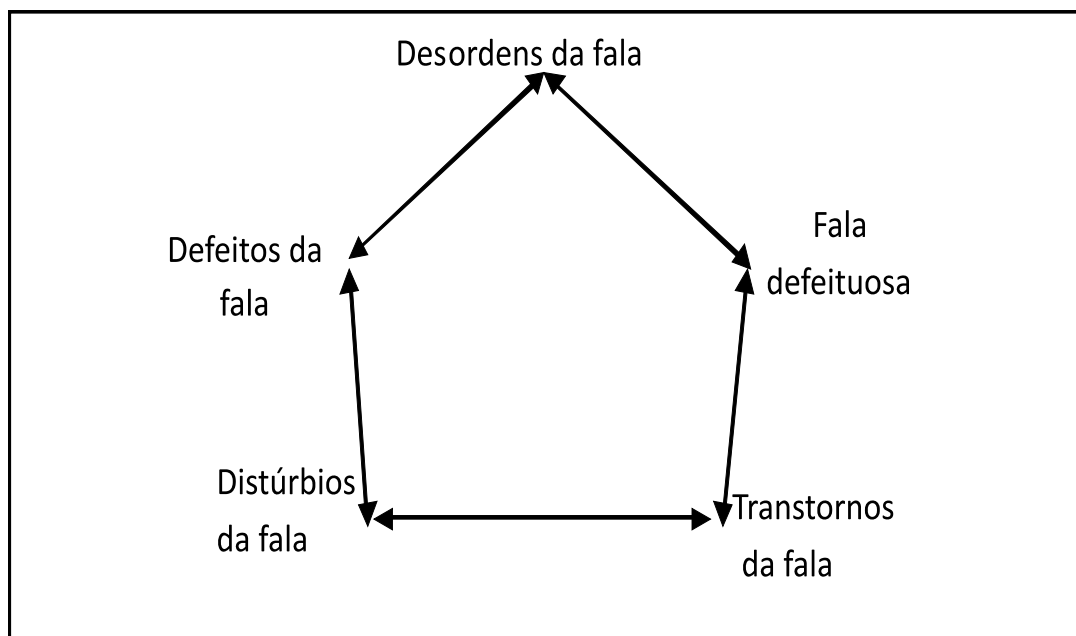 Desordens da fala
Defeitos da
fala
Fala
defeituosa
Distúrbios
da fala
Transtornos
da fala